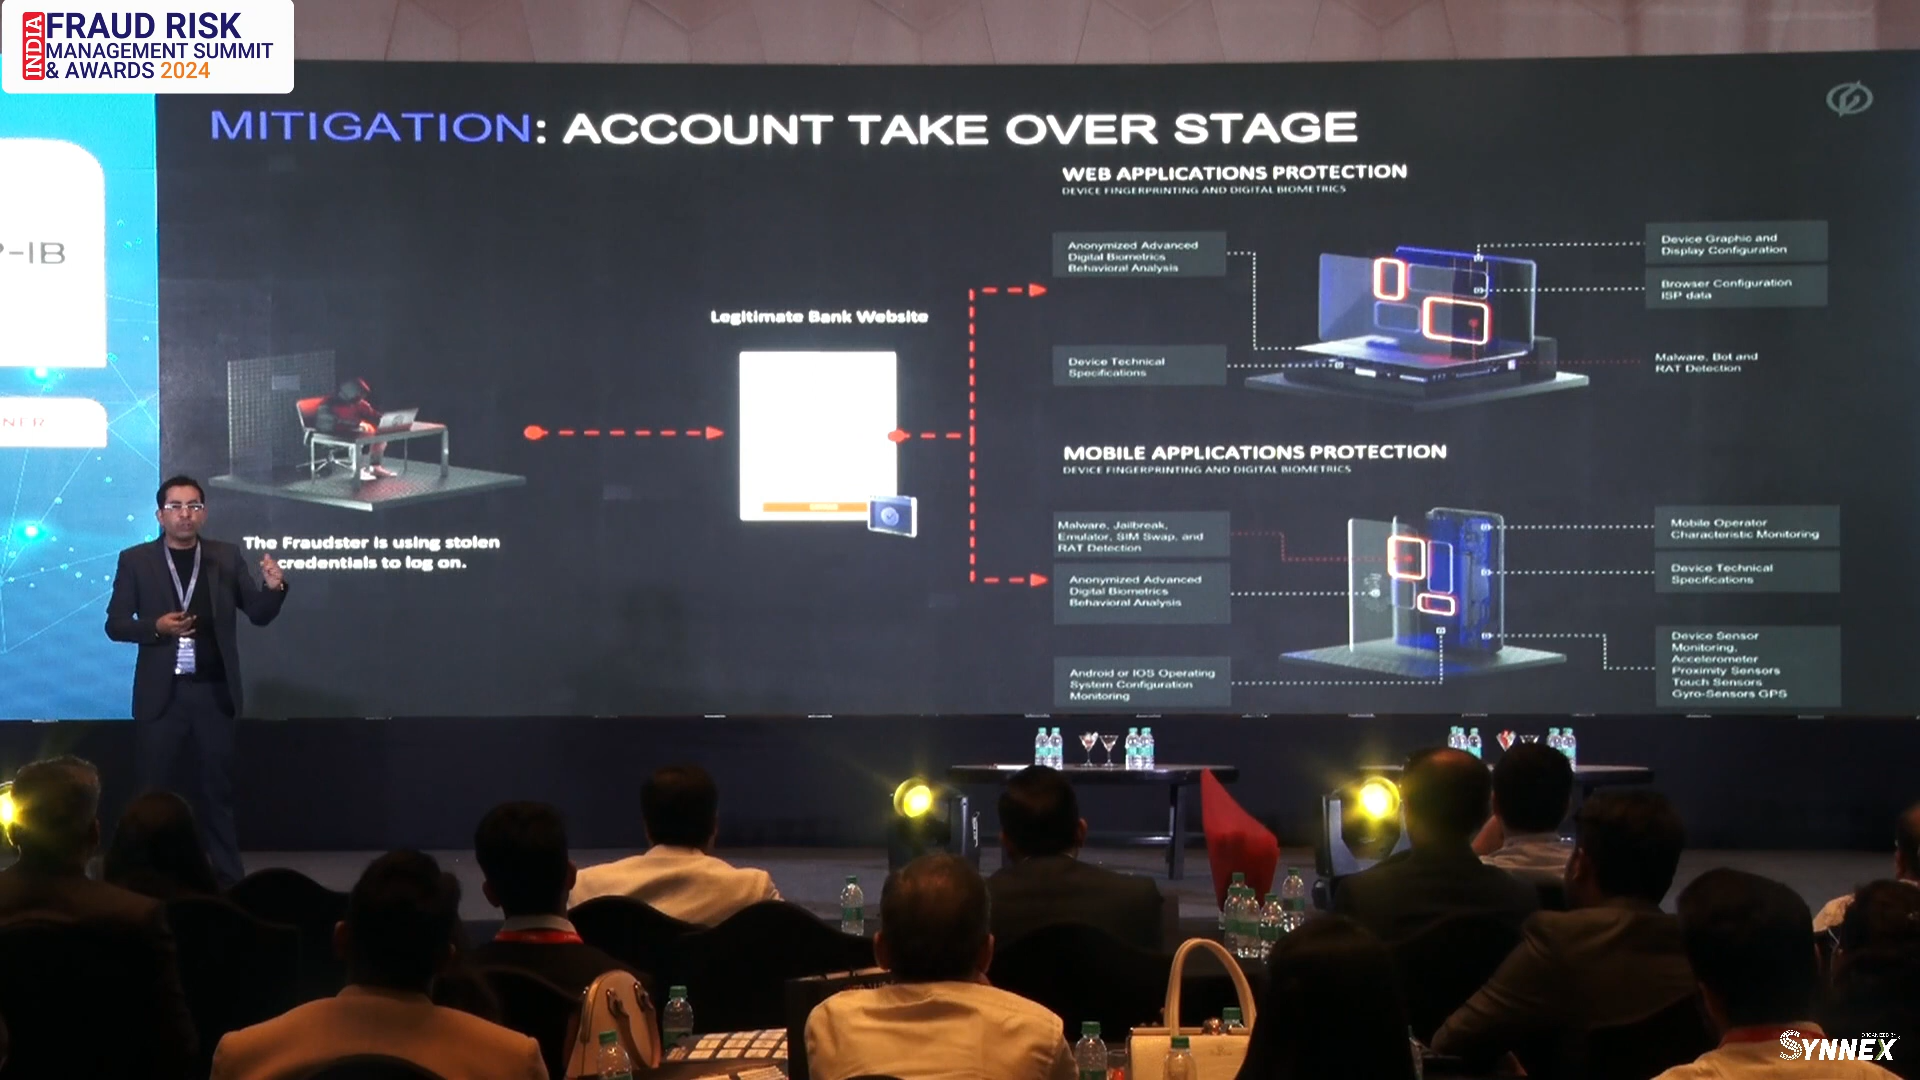 INDIA
FRAUD RISK
MANAGEMENT SUMMIT
& AWARDS 2024
MITIGATION: ACCOUNT TAKE OVER STAGE
WEB APPLICATIONS PROTECTION
DEVICE FINGERPRINTING AND DIGITAL BIOMETRICS
Anonymized Advanced
Digital Biometrics
Behavioral Analysis
Device Graphic and
Display Configuration
Browser Configuration
ISP data
Device Technical
Specifications
Malware, Bot and
RAT Detection
Legitimate Bank Website
-IB
NER
The Fraudster is using stolen
credentials to log on.
MOBILE APPLICATIONS PROTECTION
DEVICE FINGERPRINTING AND DIGITAL BIOMETRICS
Malware, Jailbreak,
Emulator, SIM Swap, and
RAT Detection
Anonymized Advanced
Digital Biometrics
Behavioral Analysis
Android or IOS Operating
System Configuration
Monitoring
Mobile Operator
Characteristic Monitoring
Device Technical
Specifications
Device Sensor
Monitoring,
Accelerometer
Proximity Sensors
Touch Sensors
Gyro-Sensors GPS
ORGANIZED BY
SYNNEX